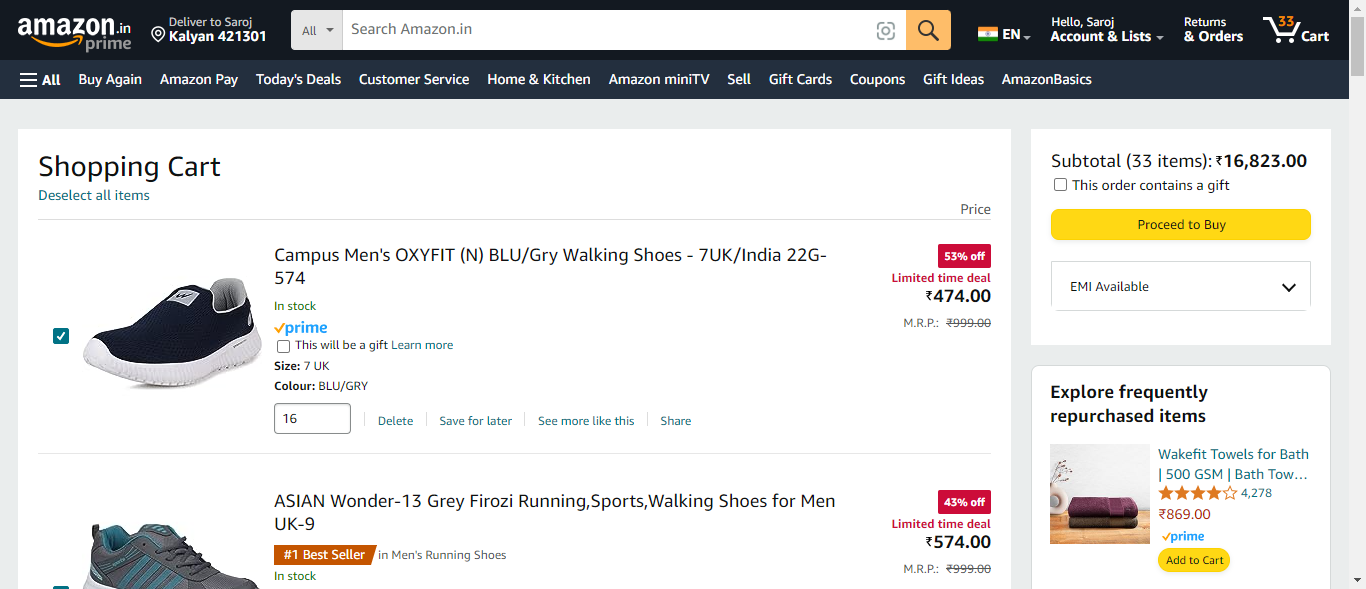 amazon.in
prime
Deliver to Saroj
Kalyan 421301
All
Search Amazon.in
EN
Hello, Saroj
Account & Lists
Returns
& Orders
33
Cart
All
Buy Again
Amazon Pay
Today's Deals
Customer Service
Home & Kitchen
Amazon miniTV
Sell
Gift Cards
Coupons
Gift Ideas
AmazonBasics
Shopping Cart
Deselect all items
Price
Campus Men's OXYFIT (N) BLU/Gry Walking Shoes - 7UK/India 22G-
574
In stock
prime
This will be a gift Learn more
Size: 7 UK
Colour: BLU/GRY
16
Delete
Save for later
See more like this
Share
53% off
Limited time deal
₹474.00
M.R.P.: ₹999.00
ASIAN Wonder-13 Grey Firozi Running,Sports,Walking Shoes for Men
UK-9
#1 Best Seller in Men's Running Shoes
In stock
43% off
Limited time deal
₹574.00
M.R.P.: ₹999.00
Subtotal (33 items): ₹16,823.00
This order contains a gift
Proceed to Buy
EMI Available
Explore frequently
repurchased items
Wakefit Towels for Bath
| 500 GSM | Bath Tow…
4,278
₹869.00
prime
Add to Cart